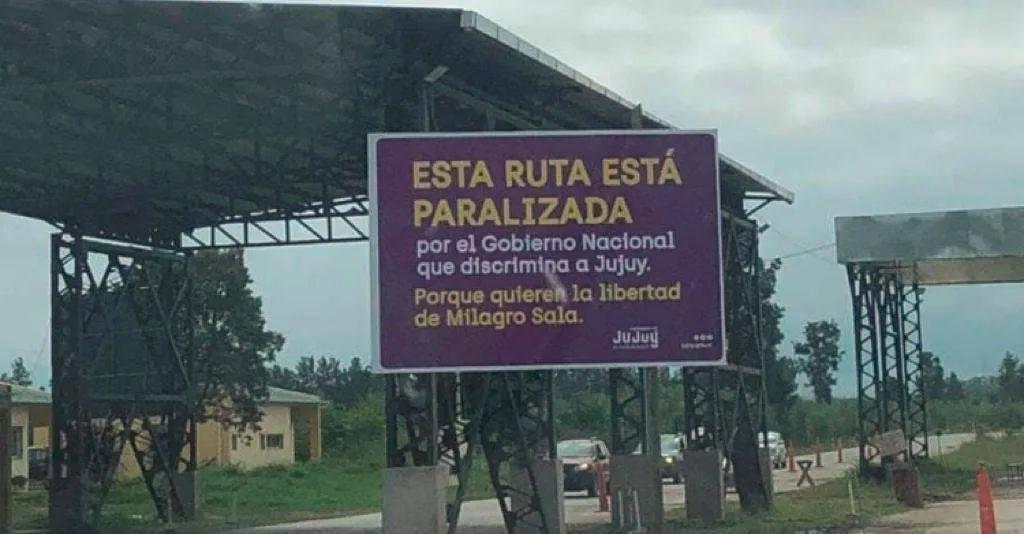 ESTA RUTA ESTÁ
PARALIZADA
por el Gobierno Nacional
que discrimina a Jujuy.
Porque quieren la libertad
de Milagro Sala.
JuJuy